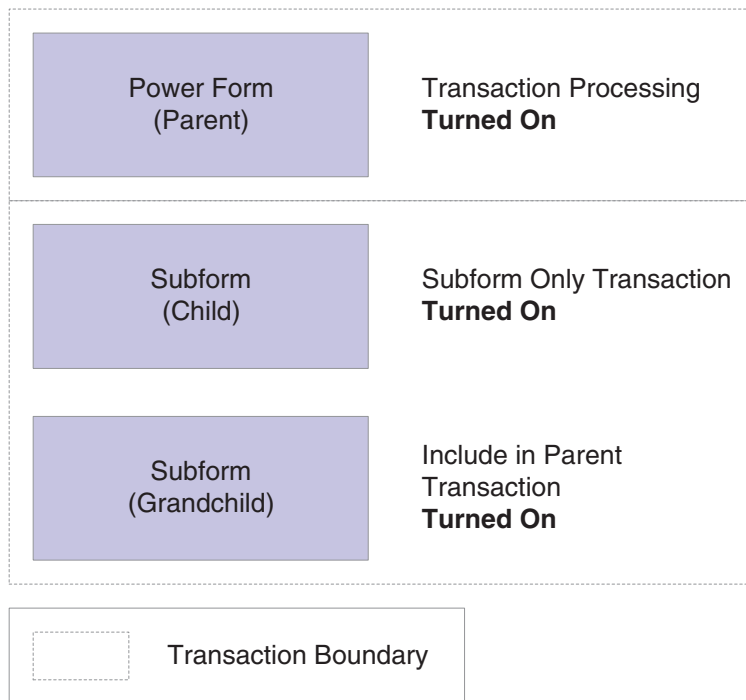 Power Form
(Parent)
Transaction Processing
Turned On
Subform
(Child)
Subform Only Transaction
Turned On
Subform
(Grandchild)
Include in Parent
Transaction
Turned On
Transaction Boundary